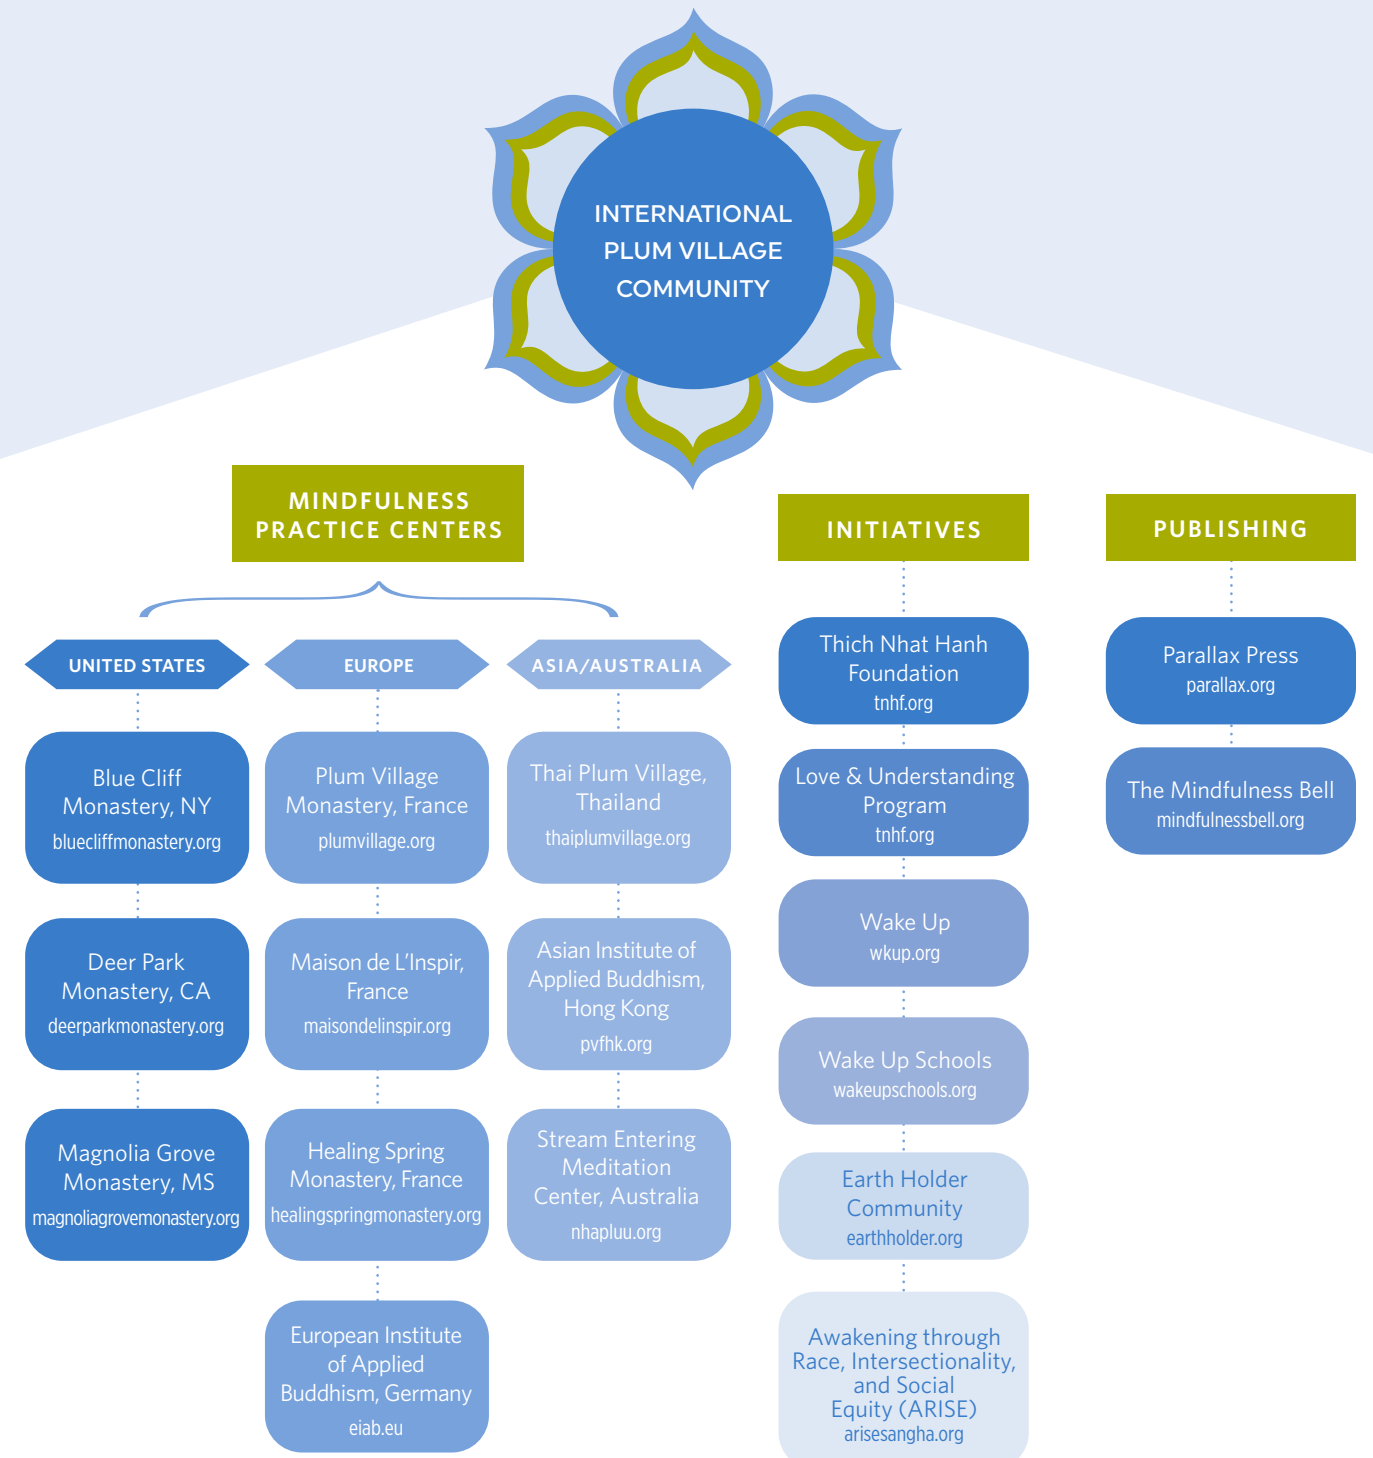 INTERNATIONAL
PLUM VILLAGE
COMMUNITY
MINDFULNESS
PRACTICE CENTERS
UNITED STATES
Blue Cliff
Monastery, NY
bluecliffmonastery.org
Deer Park
Monastery, CA
deerparkmonastery.org
Magnolia Grove
Monastery, MS
magnoliagrovemonastery.org
EUROPE
Plum Village
Monastery, France
plumvillage.org
Maison de L'Inspir,
France
maisondelinspir.org
Healing Spring
Monastery, France
healingspringmonastery.org
European Institute
of Applied
Buddhism, Germany
eiab.eu
ASIA/AUSTRALIA
Thai Plum Village,
Thailand
thaiplumvillage.org
Asian Institute of
Applied Buddhism,
Hong Kong
pvfhk.org
Stream Entering
Meditation
Center, Australia
nhapluu.org
INITIATIVES
Thich Nhat Hanh
Foundation
tnhf.org
Love & Understanding
Program
tnhf.org
Wake Up
wkup.org
Wake Up Schools
wakeupschools.org
Earth Holder
Community
earthholder.org
Awakening through
Race, Intersectionality,
and Social
Equity (ARISE)
arisesangha.org
PUBLISHING
Parallax Press
parallax.org
The Mindfulness Bell
mindfulnessbell.org